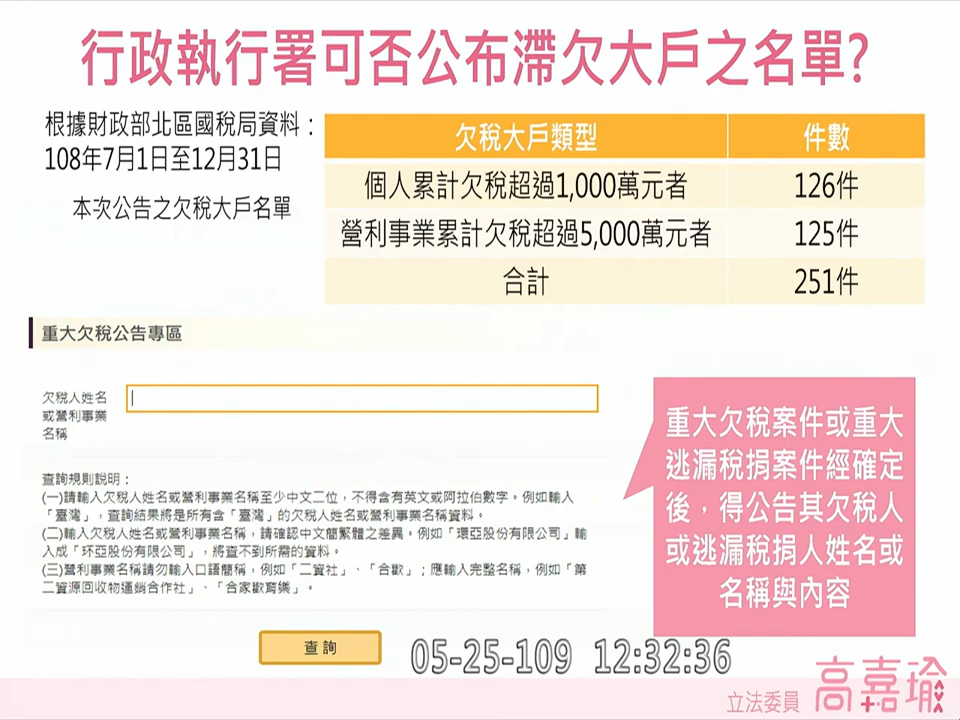 行政執行署可否公布滯欠大戶之名單?
根據財政部北區國稅局資料：
108年7月1日至12月31日
本次公告之欠稅大戶名單
欠稅大戶類型 件數
個人累計欠稅超過1,000萬元者 126件
營利事業累計欠稅超過5,000萬元者 125件
合計 251件
重大欠稅公告專區
欠稅人姓名
或營利事業
名稱
查詢規則說明：
(一)請輸入欠稅人姓名或營利事業名稱至少中文二位，不得含有英文或阿拉伯數字。例如輸入
「臺灣」，查詢結果將是所有含「臺灣」的欠稅人姓名或營利事業名稱資料。
(二)輸入欠稅人姓名或營利事業名稱，請確認中文簡繁體之差異。例如「環亞股份有限公司」輸
入成「环亞股份有限公司」，將查不到所需的資料。
(三)營利事業名稱請勿輸入口語簡稱，例如「二資社」、「合歡」；應輸入完整名稱，例如「第
二資源回收物運銷合作社」、「合家歡育樂」。
查詢
重大欠稅案件或重大
逃漏稅捐案件經確定
後，得公告其欠稅人
或逃漏稅捐人姓名或
名稱與內容
05-25-109 12:32:36
立法委員 高嘉瑜